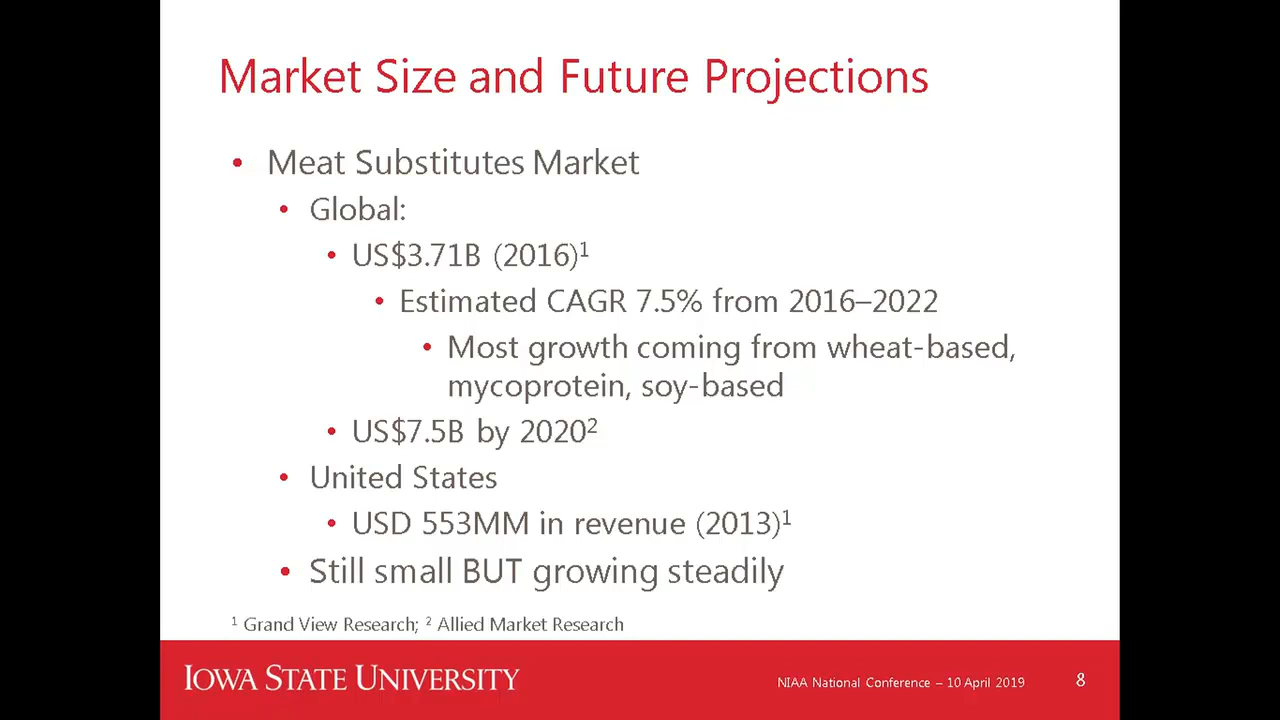 Market Size and Future Projections
• Meat Substitutes Market
• Global:
• US$3.71B (2016)¹
• Estimated CAGR 7.5% from 2016–2022
• Most growth coming from wheat-based,
mycoprotein, soy-based
• US$7.5B by 2020²
• United States
• USD 553MM in revenue (2013)¹
• Still small BUT growing steadily
¹ Grand View Research; ² Allied Market Research
IOWA STATE UNIVERSITY
NIAA National Conference – 10 April 2019
8